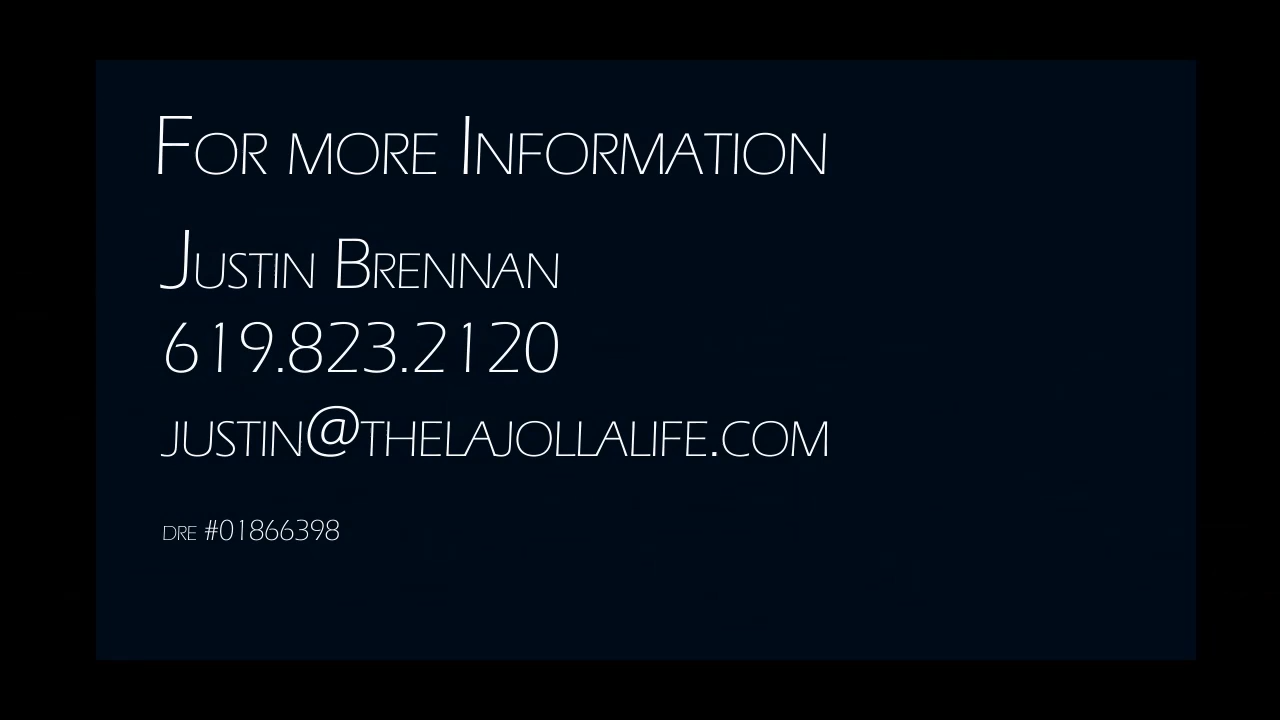 For more Information
Justin Brennan
619.823.2120
justin@thelajollalife.com
dre #01866398